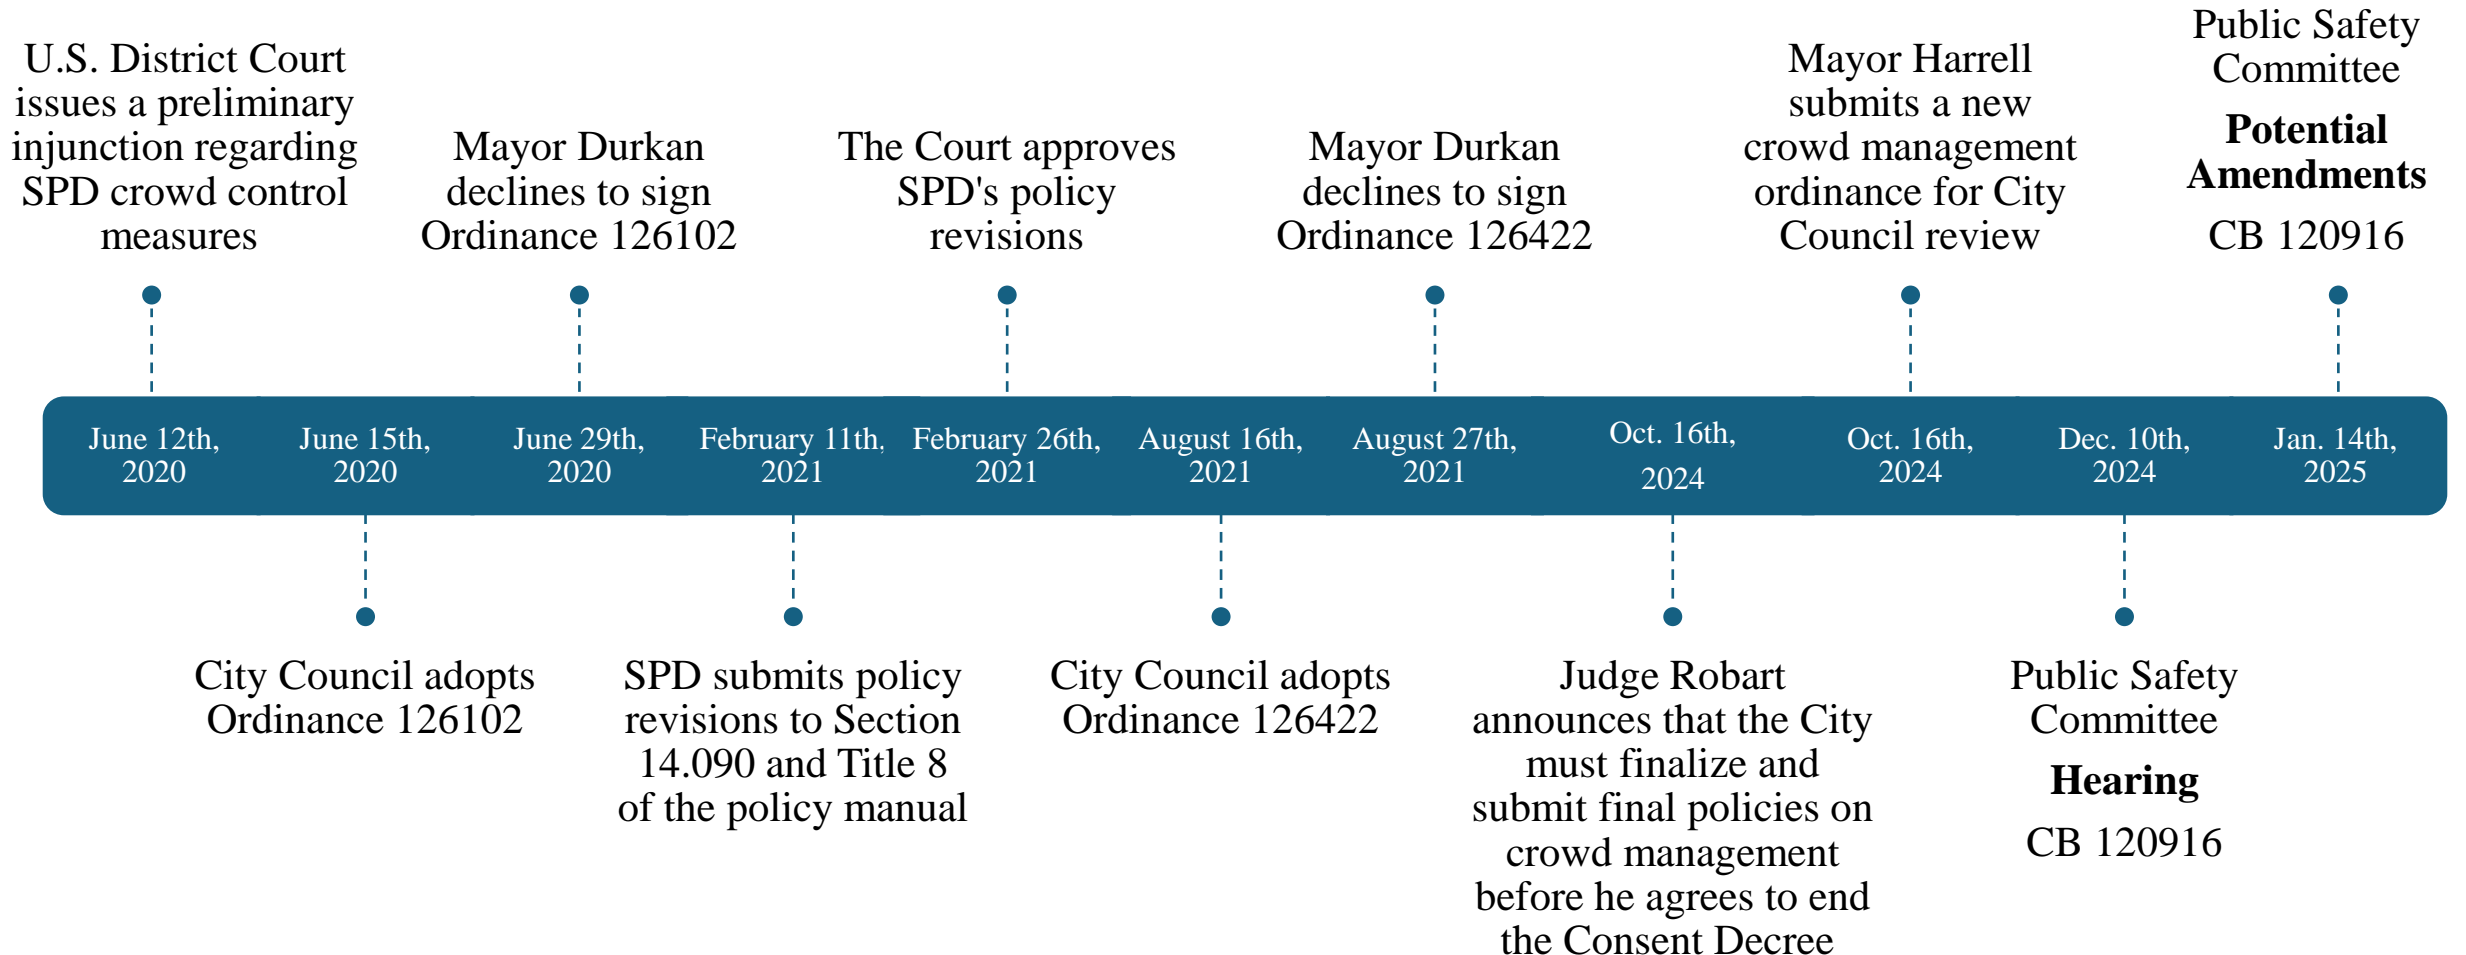 U.S. District Court
issues a preliminary
injunction regarding
SPD crowd control
measures
Mayor Durkan
declines to sign
Ordinance 126102
The Court approves
SPD's policy
revisions
Mayor Durkan
declines to sign
Ordinance 126422
Mayor Harrell
submits a new
crowd management
ordinance for City
Council review
Public Safety
Committee
Potential
Amendments
CB 120916
June 12th,
2020
June 15th,
2020
June 29th,
2020
February 11th,
2021
February 26th,
2021
August 16th,
2021
August 27th,
2021
Oct. 16th,
2024
Oct. 16th,
2024
Dec. 10th,
2024
Jan. 14th,
2025
City Council adopts
Ordinance 126102
SPD submits policy
revisions to Section
14.090 and Title 8
of the policy manual
City Council adopts
Ordinance 126422
Judge Robart
announces that the City
must finalize and
submit final policies on
crowd management
before he agrees to end
the Consent Decree
Public Safety
Committee
Hearing
CB 120916